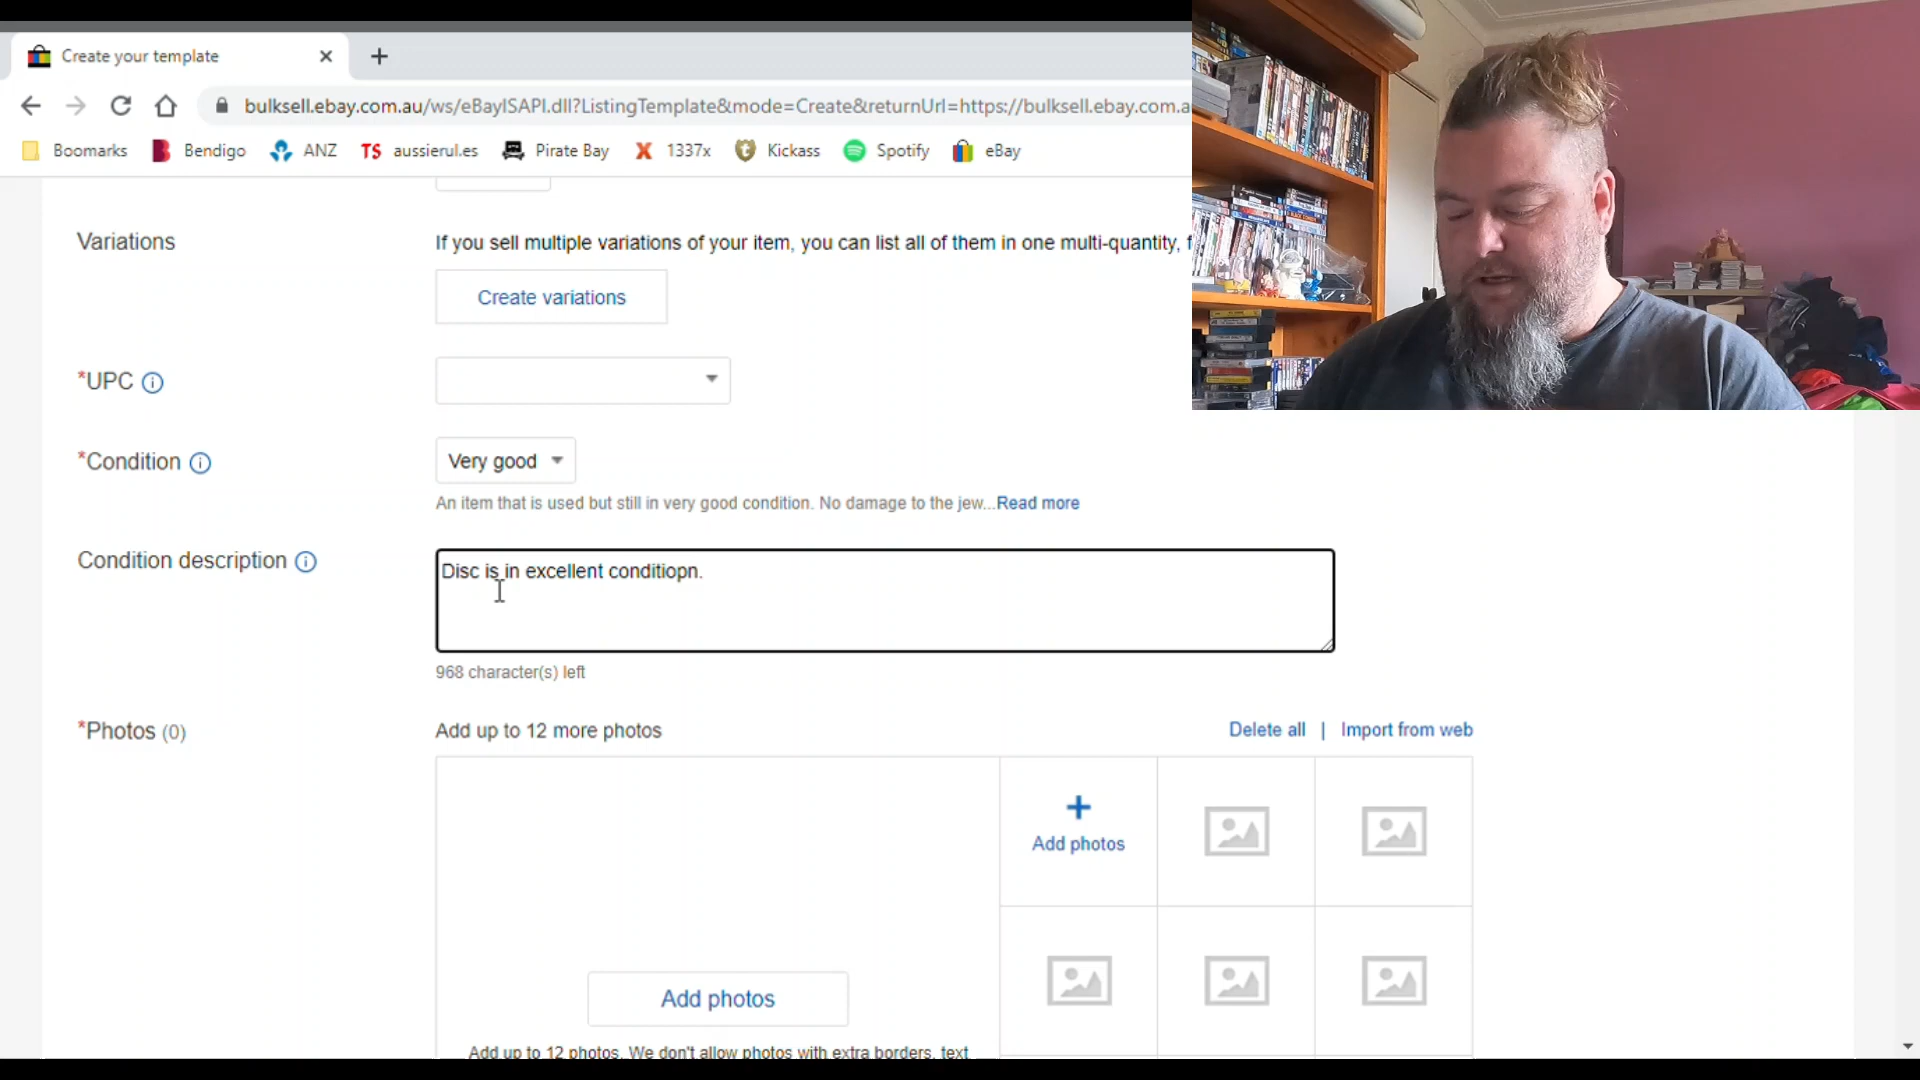 Create your template
bulksell.ebay.com.au/ws/eBayISAPI.dll?ListingTemplate&mode=Create&returnUrl=https://bulksell.ebay.com.a
Boomarks Bendigo ANZ TS aussierul.es Pirate Bay 1337x Kickass Spotify eBay
Variations
If you sell multiple variations of your item, you can list all of them in one multi-quantity, f
Create variations
*UPC
*Condition
Very good
An item that is used but still in very good condition. No damage to the jew...Read more
Condition description
Disc is in excellent conditiopn.
968 character(s) left
*Photos (0)
Add up to 12 more photos
Delete all | Import from web
Add photos
Add photos
Add up to 12 photos. We don't allow photos with extra borders, text